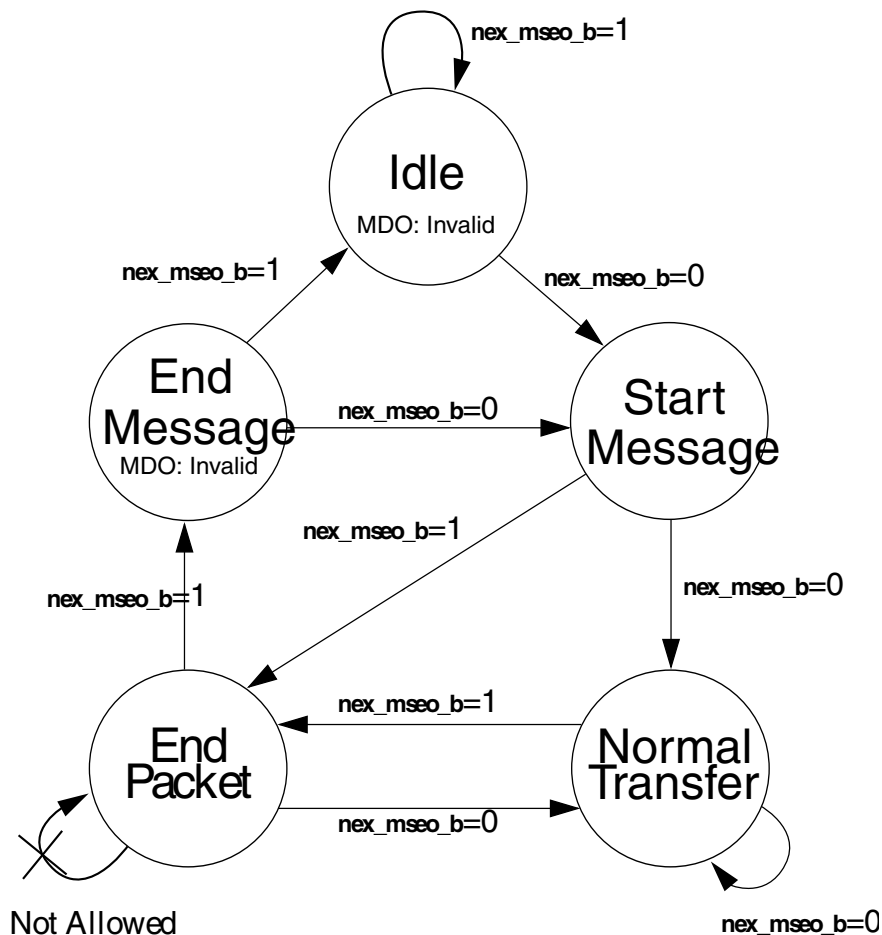 nex_mseo_b=1
Idle
MDO: Invalid
nex_mseo_b=1
nex_mseo_b=0
End
Message
MDO: Invalid
nex_mseo_b=0
Start
Message
nex_mseo_b=1
nex_mseo_b=0
nex_mseo_b=1
nex_mseo_b=1
End
Packet
Normal
Transfer
nex_mseo_b=0
Not Allowed
nex_mseo_b=0